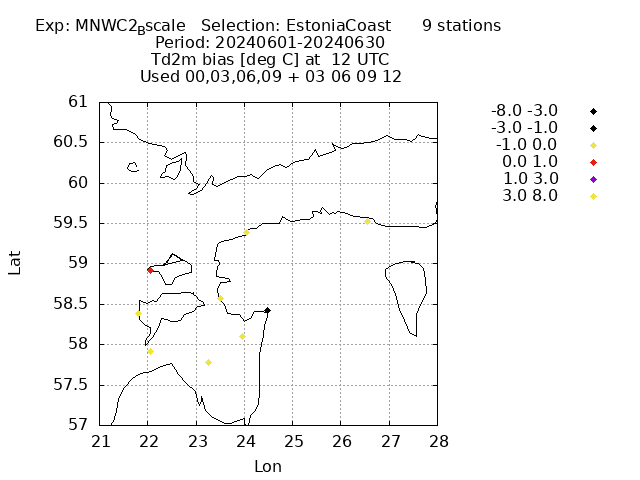 Exp: MNWC2_Bscale Selection: EstoniaCoast 9 stations
Period: 20240601-20240630
Td2m bias [deg C] at 12 UTC
Used 00,03,06,09 + 03 06 09 12
-8.0 -3.0
-3.0 -1.0
-1.0 0.0
0.0 1.0
1.0 3.0
3.0 8.0
61
60.5
60
59.5
59
58.5
58
57.5
57
Lat
21 22 23 24 25 26 27 28
Lon